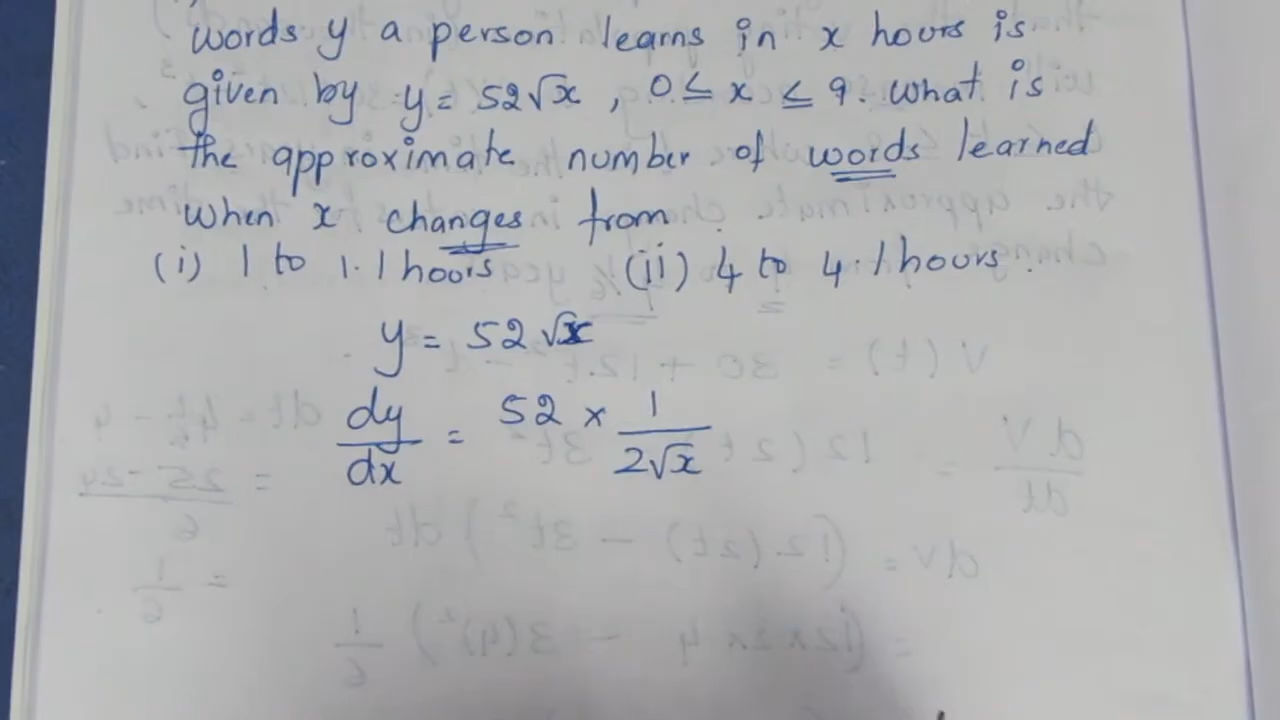 words y a person learns in x hours is
given by y = 52√x , 0 ≤ x ≤ 9. What is
the approximate number of words learned
when x changes from
(i) 1 to 1.1 hours (ii) 4 to 4.1 hours.
y = 52√x
dy/dx = 52 × 1/2√x